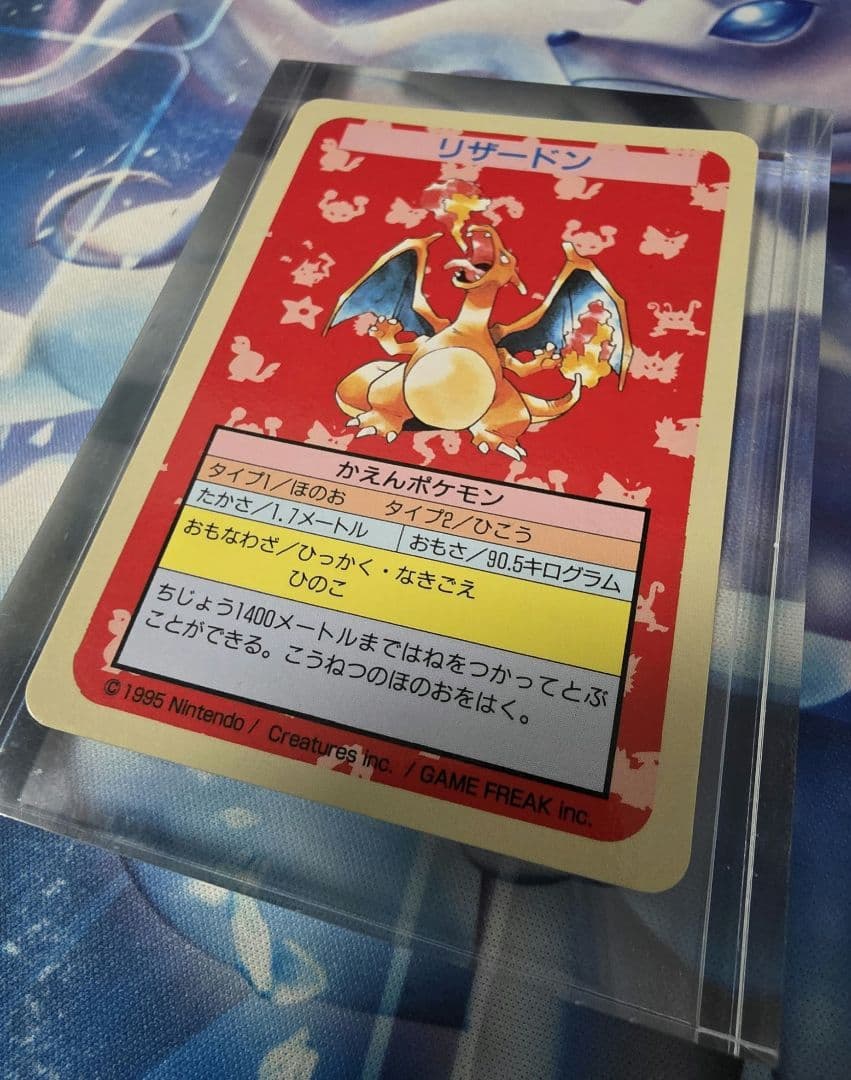 リザードン
かえんポケモン
タイプ1/ほのお タイプ2/ひこう
たかさ/1.7メートル おもさ/90.5キログラム
おもなわざ/ひっかく・なきごえ
ひのこ
ちじょう1400メートルまではねをつかってとぶ
ことができる。こうねつのほのおをはく。
© 1995 Nintendo / Creatures inc. / GAME FREAK inc.